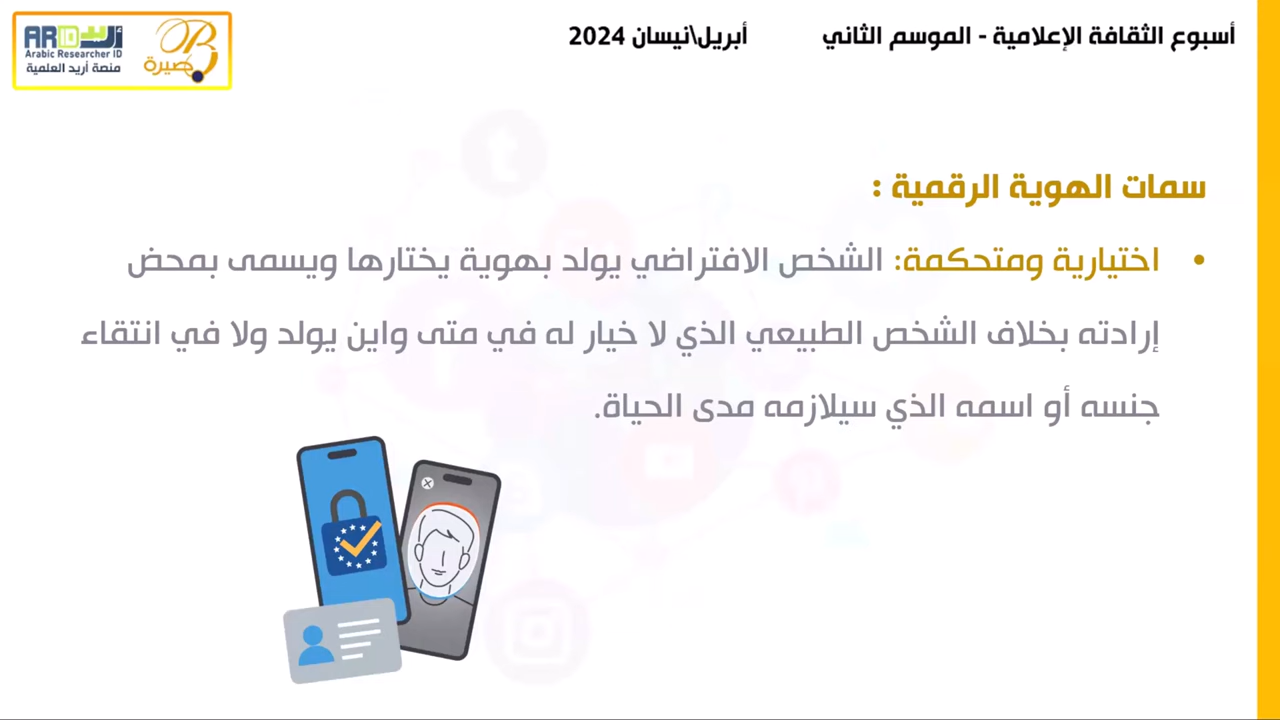 أسبوع الثقافة الإعلامية - الموسم الثاني أبريل\نيسان 2024
ARID أريد
Arabic Researcher ID
منصة أريد العلمية
بصيرة
سمات الهوية الرقمية :
• اختيارية ومتحكمة: الشخص الافتراضي يولد بهوية يختارها ويسمى بمحض
إرادته بخلاف الشخص الطبيعي الذي لا خيار له في متى واين يولد ولا في انتقاء
جنسه أو اسمه الذي سيلازمه مدى الحياة.